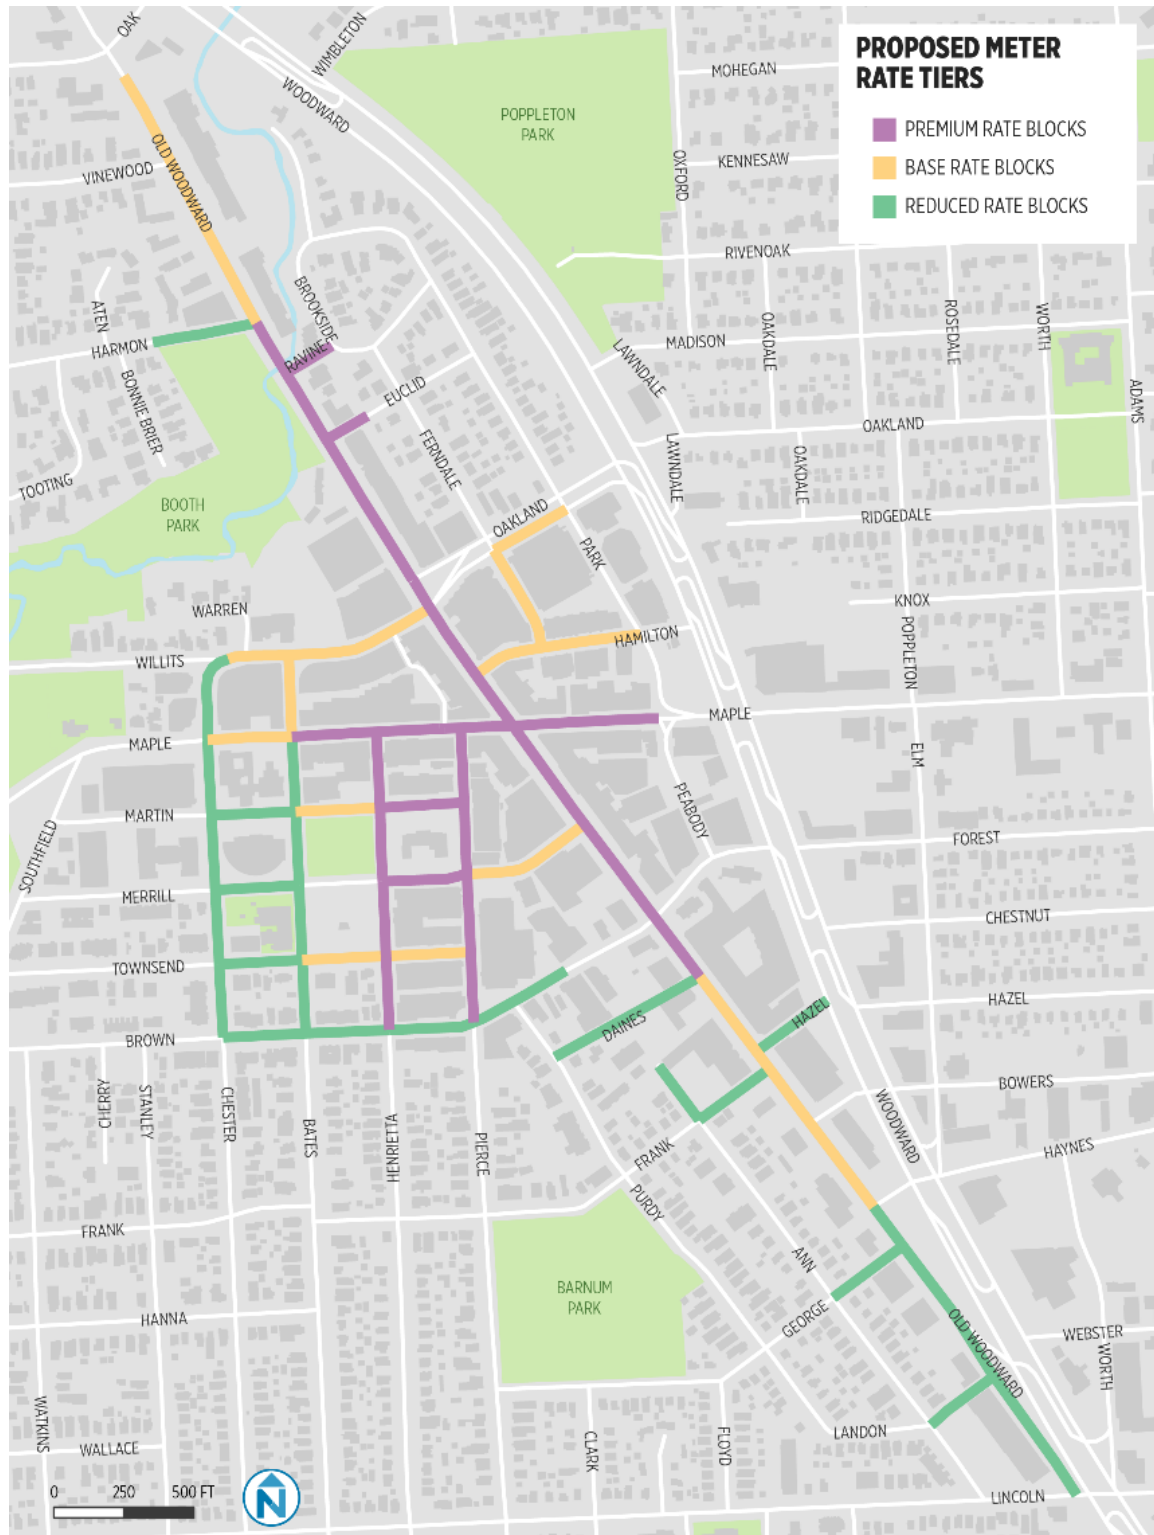 OAK
WIMBLETON
WOODWARD
PROPOSED METER
RATE TIERS
PREMIUM RATE BLOCKS
BASE RATE BLOCKS
REDUCED RATE BLOCKS
MOHEGAN
POPPLETON
PARK
KENNESAW
OXFORD
OLD WOODWARD
VINEWOOD
RIVENOAK
BROOKSIDE
ATEN
HARMON
RAVINE
MADISON
OAKDALE
ROSEDALE
WORTH
LAWNDALE
BONNIE BRIER
EUCLID
ADAMS
FERNDALE
OAKLAND
LAWNDALE
OAKDALE
TOOTING
BOOTH
PARK
OAKLAND
RIDGEDALE
PARK
KNOX
WARREN
POPPLETON
HAMILTON
WILLITS
MAPLE
MAPLE
ELM
MARTIN
PEABODY
SOUTHFIELD
FOREST
MERRILL
CHESTNUT
TOWNSEND
HAZEL
HAZEL
DAINES
BROWN
BOWERS
CHERRY
STANLEY
CHESTER
BATES
HENRIETTA
PIERCE
WOODWARD
FRANK
HAYNES
PURDY
FRANK
ANN
BARNUM
PARK
GEORGE
HANNA
OLD WOODWARD
WEBSTER
WORTH
WATKINS
WALLACE
CLARK
FLOYD
LANDON
LINCOLN
0 250 500 FT
N